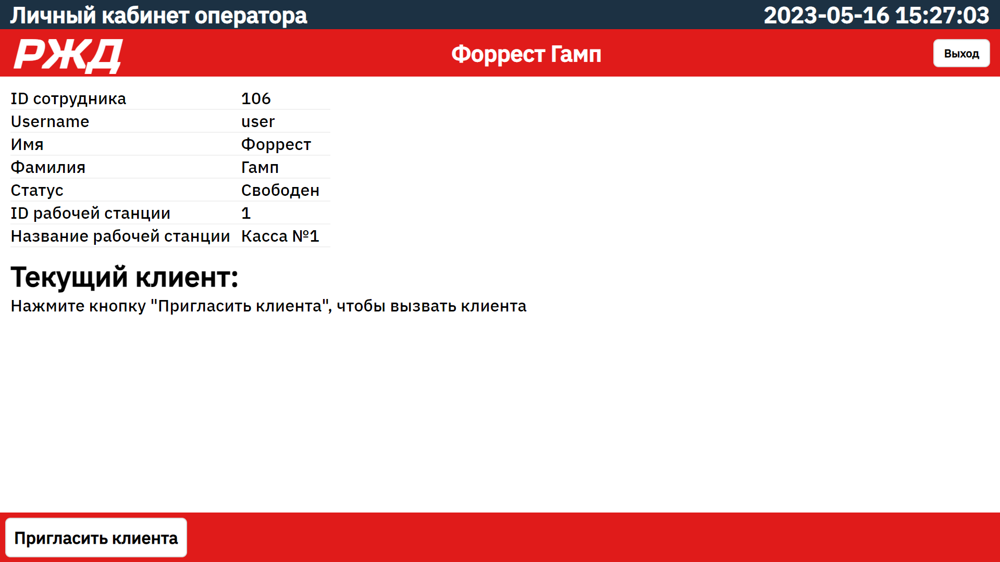 Личный кабинет оператора 2023-05-16 15:27:03
РЖД Форрест Гамп Выход
ID сотрудника 106
Username user
Имя Форрест
Фамилия Гамп
Статус Свободен
ID рабочей станции 1
Название рабочей станции Касса №1
Текущий клиент:
Нажмите кнопку "Пригласить клиента", чтобы вызвать клиента
Пригласить клиента